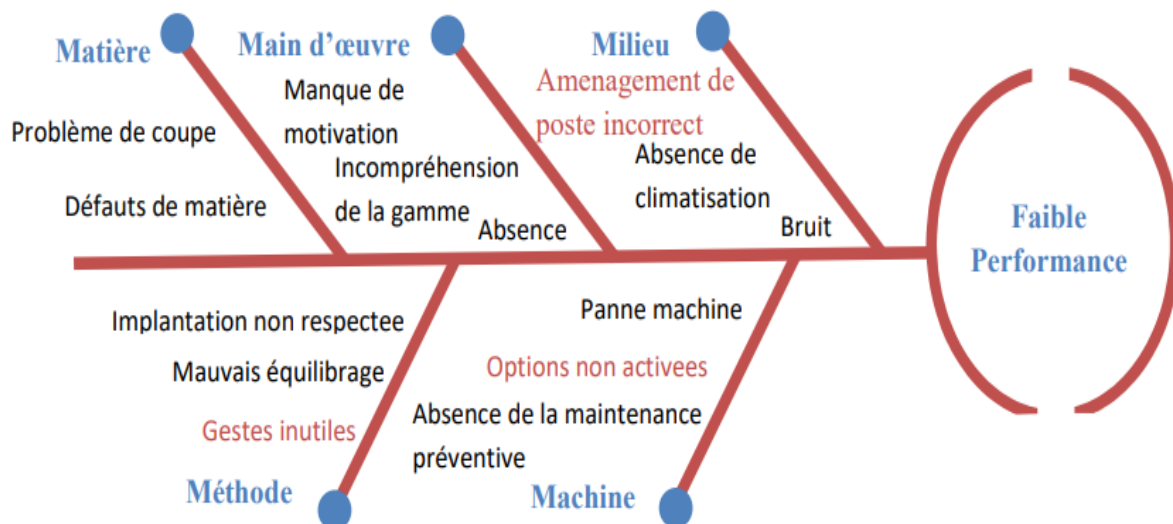 Matière
Problème de coupe
Défauts de matière
Main d'œuvre
Manque de
motivation
Incompréhension
de la gamme
Absence
Milieu
Amenagement de
poste incorrect
Absence de
climatisation
Bruit
Faible
Performance
Implantation non respectee
Mauvais équilibrage
Gestes inutiles
Méthode
Panne machine
Options non activees
Absence de la maintenance
préventive
Machine